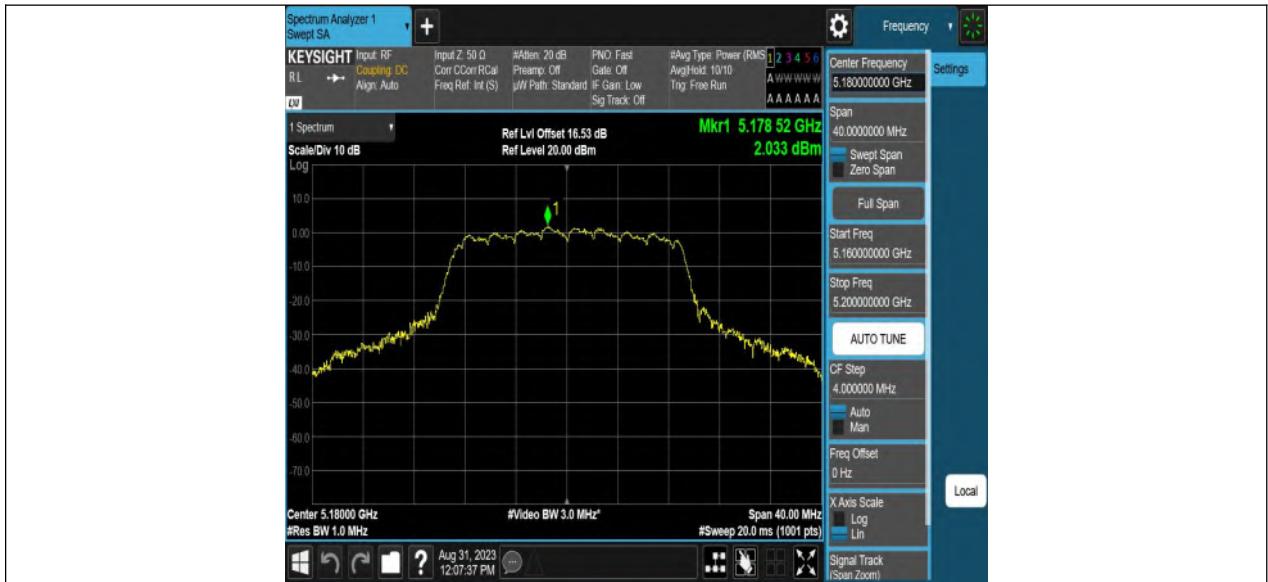 Spectrum Analyzer 1
Swept SA
+
Frequency
KEYSIGHT
RL
LXI
Input: RF
Coupling: DC
Align: Auto
Input Z: 50 Ω
Corr CCorr RCal
Freq Ref: Int (S)
#Atten: 20 dB
Preamp: Off
µW Path: Standard
PNO: Fast
Gate: Off
IF Gain: Low
Sig Track: Off
#Avg Type: Power (RMS
Avg|Hold: 10/10
Trig: Free Run
1 2 3 4 5 6
A W W W W W
A A A A A A
1 Spectrum
Scale/Div 10 dB
Log
Ref Lvl Offset 16.53 dB
Ref Level 20.00 dBm
Mkr1 5.178 52 GHz
2.033 dBm
10.0
0.00
-10.0
-20.0
-30.0
-40.0
-50.0
-60.0
-70.0
1
Center 5.18000 GHz
#Res BW 1.0 MHz
#Video BW 3.0 MHz*
Span 40.00 MHz
#Sweep 20.0 ms (1001 pts)
Center Frequency
5.180000000 GHz
Settings
Span
40.0000000 MHz
Swept Span
Zero Span
Full Span
Start Freq
5.160000000 GHz
Stop Freq
5.200000000 GHz
AUTO TUNE
CF Step
4.000000 MHz
Auto
Man
Freq Offset
0 Hz
X Axis Scale
Log
Lin
Local
Signal Track
(Span Zoom)
?
Aug 31, 2023
12:07:37 PM